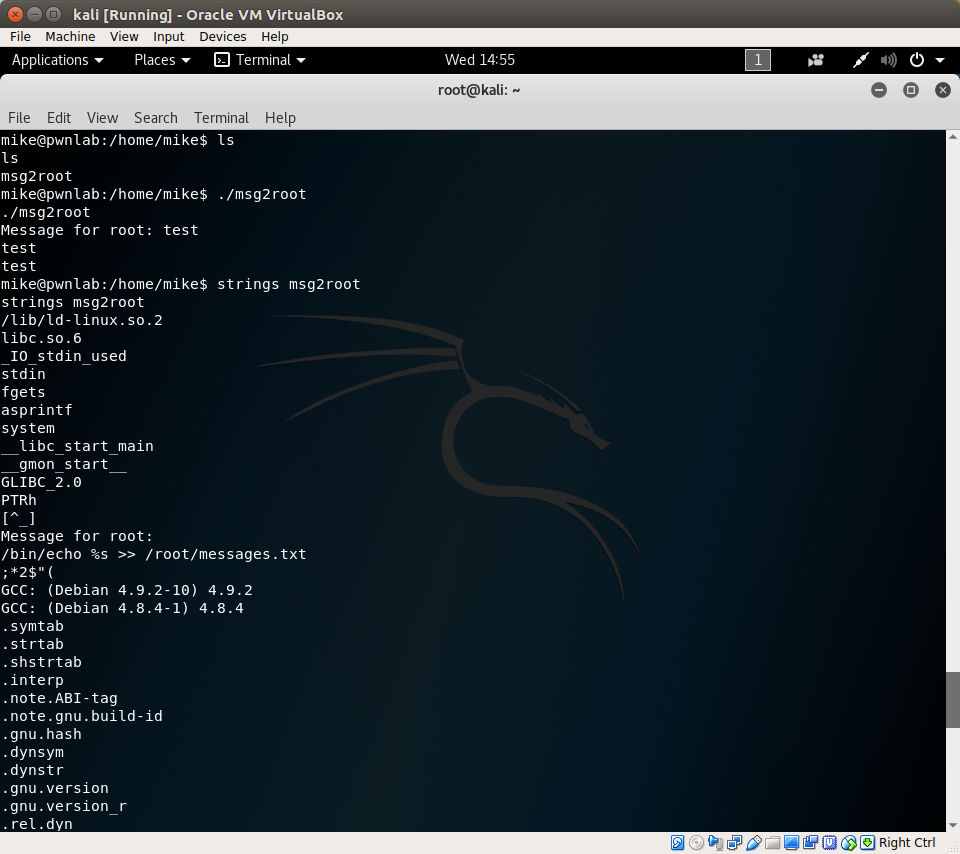 kali [Running] - Oracle VM VirtualBox
File Machine View Input Devices Help
Applications Places Terminal Wed 14:55 1
root@kali: ~
File Edit View Search Terminal Help
mike@pwnlab:/home/mike$ ls
ls
msg2root
mike@pwnlab:/home/mike$ ./msg2root
./msg2root
Message for root: test
test
test
mike@pwnlab:/home/mike$ strings msg2root
strings msg2root
/lib/ld-linux.so.2
libc.so.6
_IO_stdin_used
stdin
fgets
asprintf
system
__libc_start_main
__gmon_start__
GLIBC_2.0
PTRh
[^_]
Message for root:
/bin/echo %s >> /root/messages.txt
;*2$"(
GCC: (Debian 4.9.2-10) 4.9.2
GCC: (Debian 4.8.4-1) 4.8.4
.symtab
.strtab
.shstrtab
.interp
.note.ABI-tag
.note.gnu.build-id
.gnu.hash
.dynsym
.dynstr
.gnu.version
.gnu.version_r
.rel.dyn
Right Ctrl